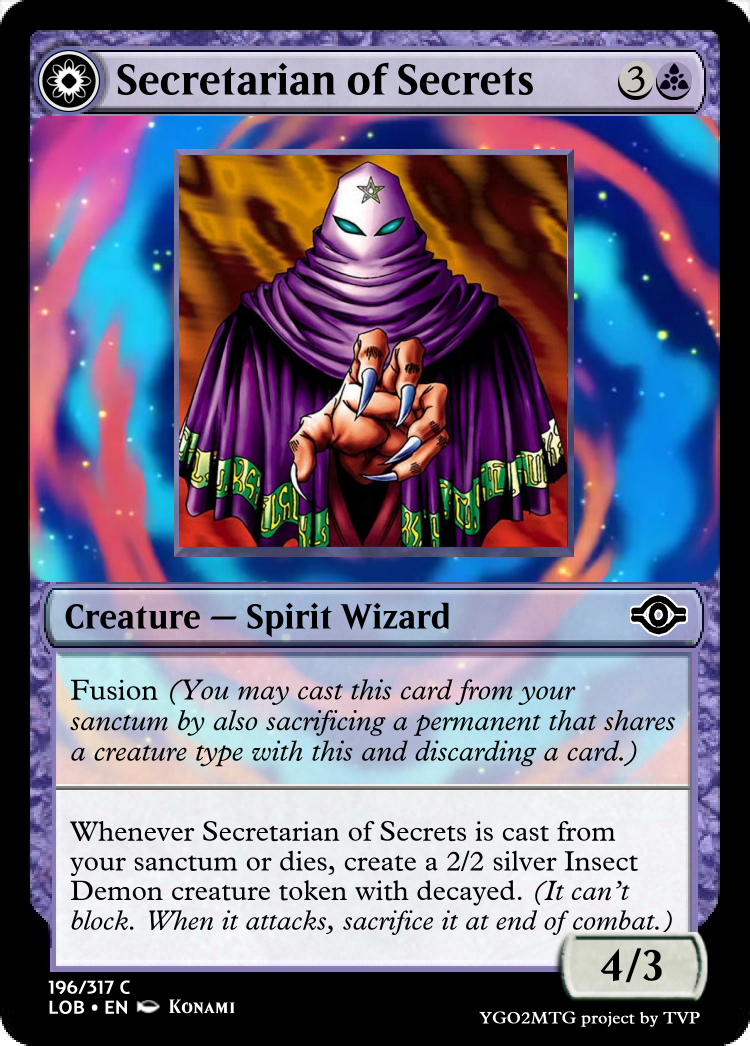 Secretarian of Secrets 3
Creature — Spirit Wizard
Fusion (You may cast this card from your
sanctum by also sacrificing a permanent that shares
a creature type with this and discarding a card.)
Whenever Secretarian of Secrets is cast from
your sanctum or dies, create a 2/2 silver Insect
Demon creature token with decayed. (It can't
block. When it attacks, sacrifice it at end of combat.)
4/3
196/317 C
LOB • EN Konami
YGO2MTG project by TVP